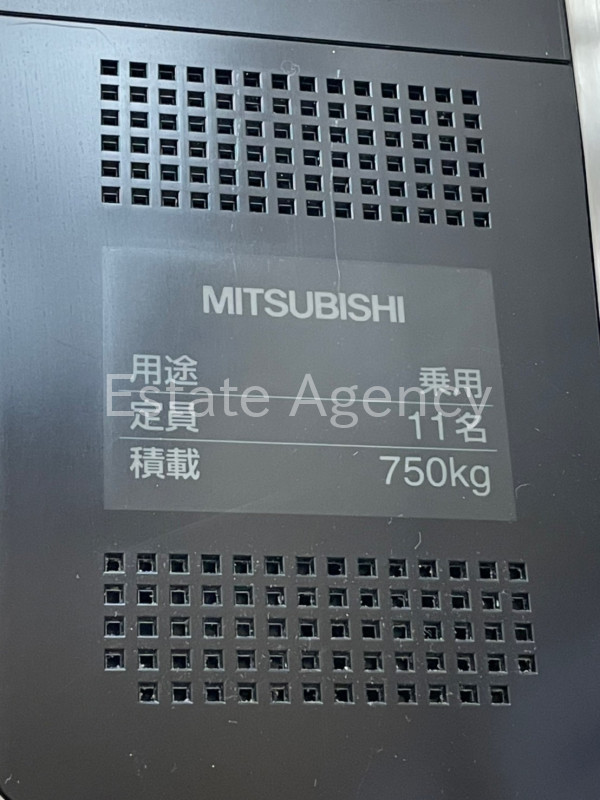 MITSUBISHI
用途 乗用
Estate Agency
定員 11名
積載 750kg